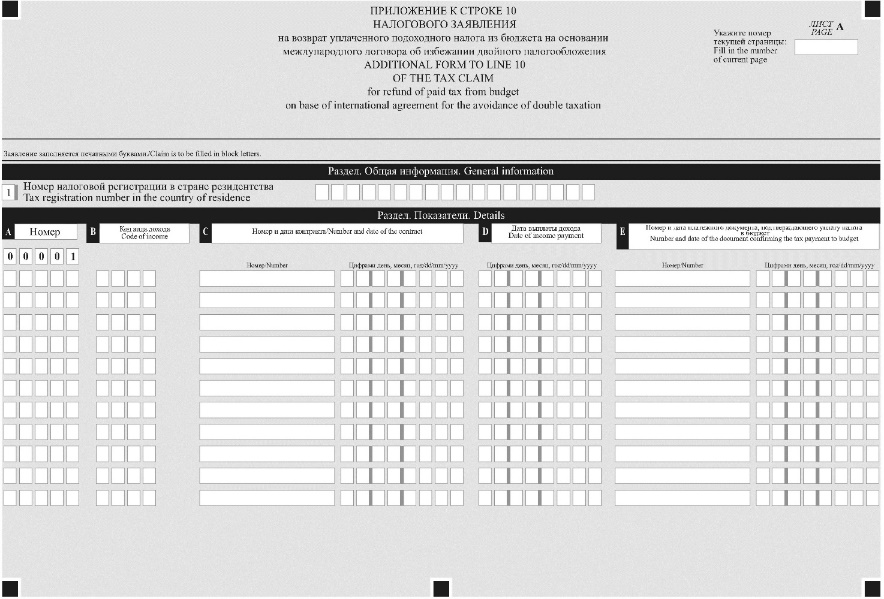 ПРИЛОЖЕНИЕ К СТРОКЕ 10
НАЛОГОВОГО ЗАЯВЛЕНИЯ
на возврат уплаченного подоходного налога из бюджета на основании
международного договора об избежании двойного налогообложения
ADDITIONAL FORM TO LINE 10
OF THE TAX CLAIM
for refund of paid tax from budget
on base of international agreement for the avoidance of double taxation
ЛИСТ
PAGE A
Укажите номер
текущей страницы:
Fill in the number
of current page
Заявление заполняется печатными буквами./Claim is to be filled in block letters.
Раздел. Общая информация. General information
1 Номер налоговой регистрации в стране резидентства
Tax registration number in the country of residence
Раздел. Показатели. Details
A Номер
B Код вида дохода
Code of income
C Номер и дата контракта/Number and date of the contract
D Дата выплаты дохода
Date of income payment
E Номер и дата платежного документа, подтверждающего уплату налога
в бюджет
Number and date of the document confirming the tax payment to budget
0 0 0 0 1
Номер/Number
Цифрами день, месяц, год/dd/mm/yyyy
Цифрами день, месяц, год/dd/mm/yyyy
Номер/Number
Цифрами день, месяц, год/dd/mm/yyyy